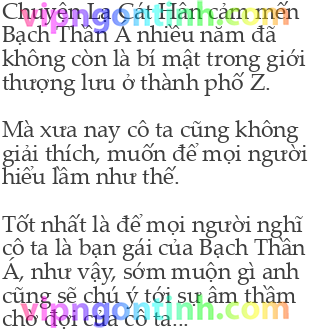 Chuyện La Cát Hân cảm mến
Bạch Thần Á nhiều năm đã
không còn là bí mật trong giới
thượng lưu ở thành phố Z.
Mà xưa nay cô ta cũng không
giải thích, muốn để mọi người
hiểu lầm như thế.
Tốt nhất là để mọi người nghĩ
cô ta là bạn gái của Bạch Thần
Á, như vậy, sớm muộn gì anh
cũng sẽ chú ý tới sự âm thầm
chờ đợi của cô ta...
vipngontinh.com
vipngontinh.com